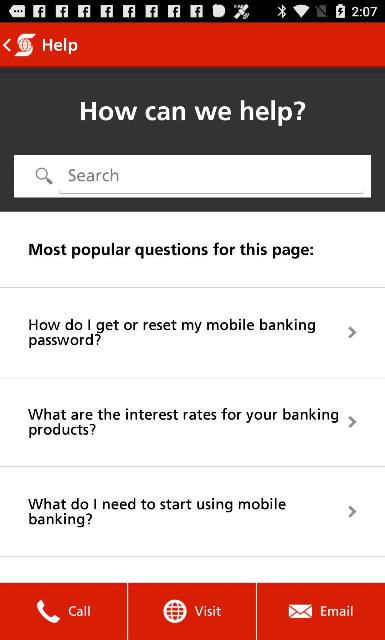 2:07
Help
How can we help?
Search
Most popular questions for this page:
How do I get or reset my mobile banking
password?
What are the interest rates for your banking
products?
What do I need to start using mobile
banking?
Call
Visit
Email